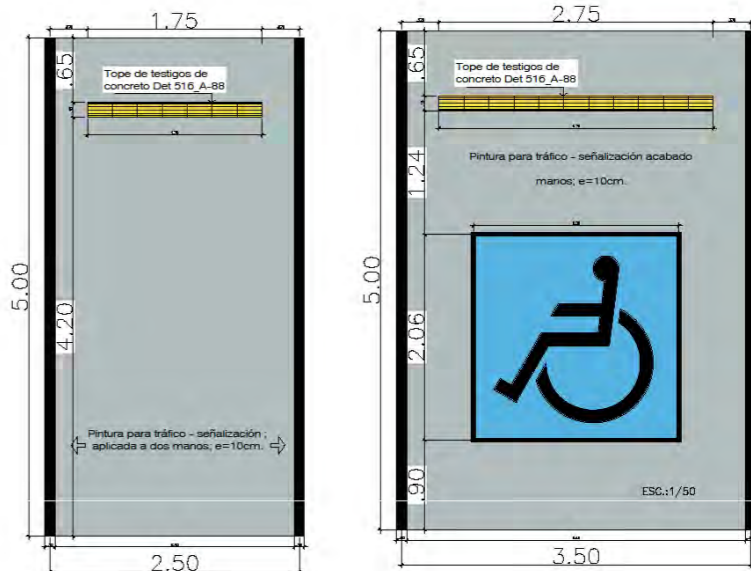 1.75
.65
Tope de testigos de
concreto Det 516_A-88
5.00
4.20
Pintura para tráfico - señalización ;
aplicada a dos manos; e=10cm.
2.50
2.75
.65
Tope de testigos de
concreto Det 516_A-88
Pintura para tráfico - señalización acabado
manos; e=10cm.
1.24
5.00
2.06
.90
ESC.:1/50
3.50